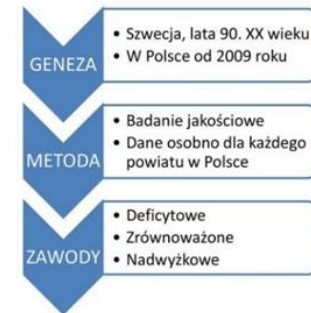 GENEZA
• Szwecja, lata 90. XX wieku
• W Polsce od 2009 roku
METODA
• Badanie jakościowe
• Dane osobno dla każdego
powiatu w Polsce
ZAWODY
• Deficytowe
• Zrównoważone
• Nadwyżkowe